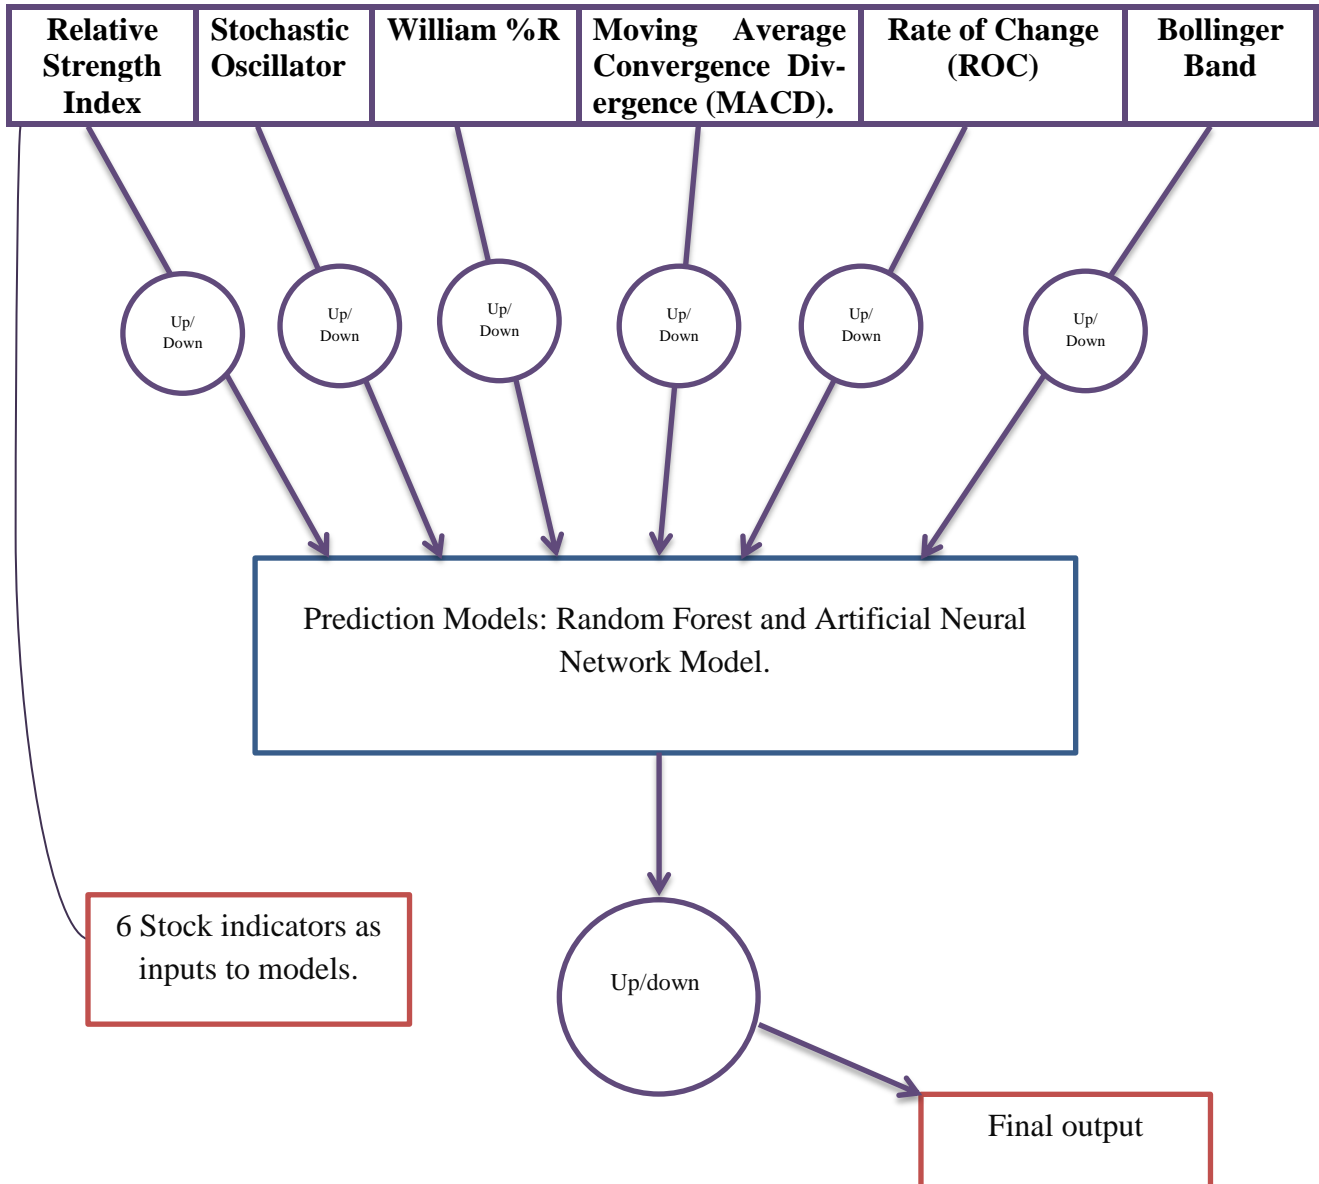 Relative
Strength
Index
Stochastic
Oscillator
William %R
Moving Average
Convergence Div-
ergence (MACD).
Rate of Change
(ROC)
Bollinger
Band
Up/
Down
Up/
Down
Up/
Down
Up/
Down
Up/
Down
Up/
Down
Prediction Models: Random Forest and Artificial Neural
Network Model.
6 Stock indicators as
inputs to models.
Up/down
Final output